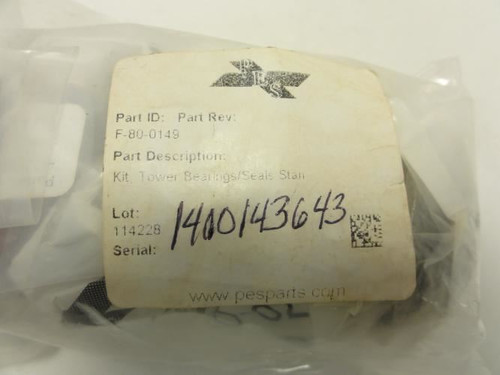 PES
Part ID: Part Rev:
F-80-0149
Part Description:
Kit, Tower Bearings/Seals Stan
Lot:
114228
1400143643
Serial:
www.pesparts.com